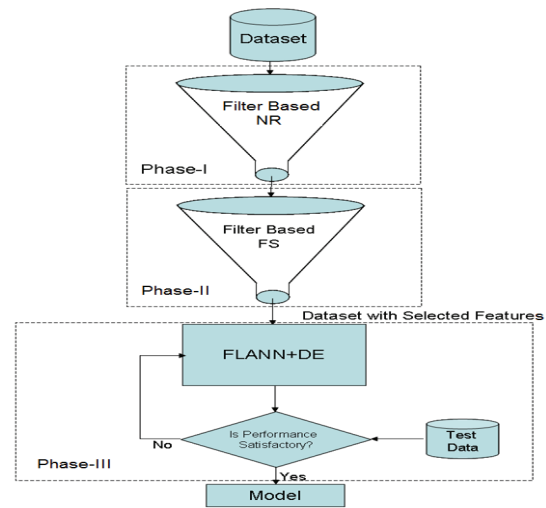 Dataset
Filter Based
NR
Phase-I
Filter Based
FS
Phase-II
Dataset with Selected Features
FLANN+DE
Is Performance
Satisfactory?
No
Test
Data
Phase-III
Yes
Model